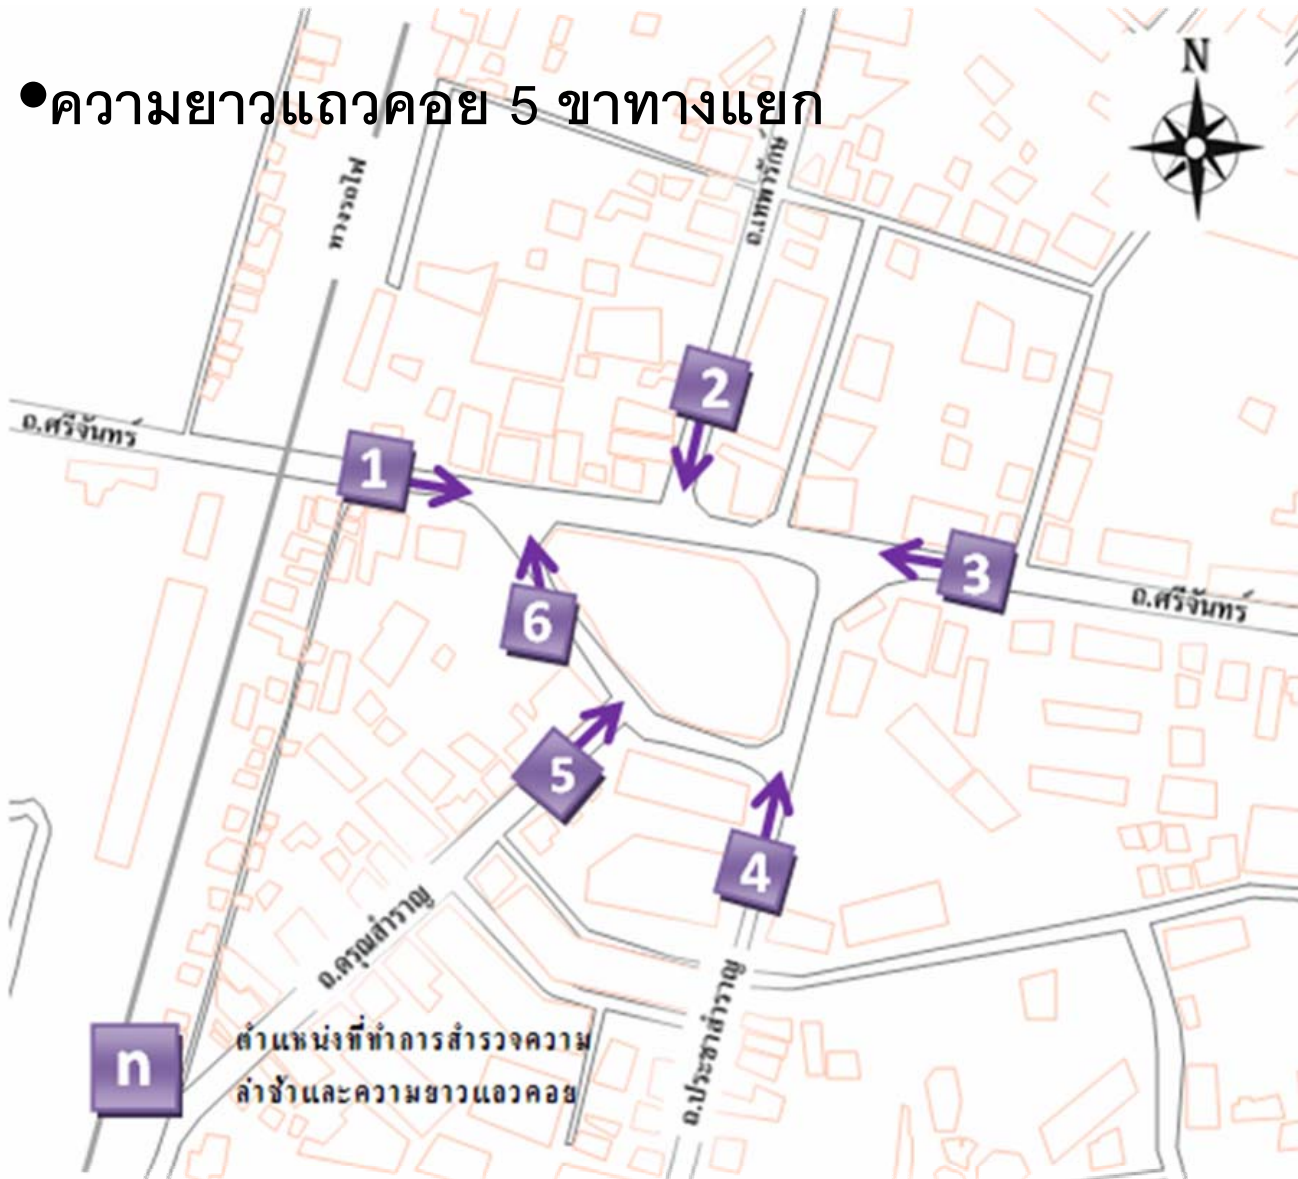 •ความยาวแถวคอย 5 ขาทางแยก
N
ทางรถไฟ
ถ.เทพารักษ์
2
ถ.ศรีจันทร์
1
3
ถ.ศรีจันทร์
6
5
4
ถ.ดรุณสำราญ
ถ.ประชาสำราญ
n
ตำแหน่งที่ทำการสำรวจความ
ล่าช้าและความยาวแถวคอย